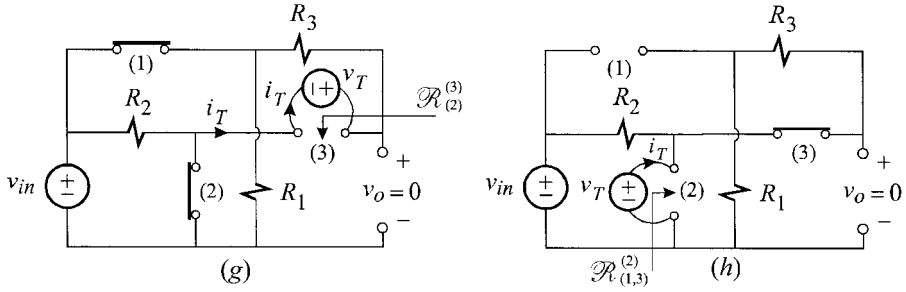 R3
(1)
vT
iT
R2
iT
ℛ(2)(3)
(3)
+
vin
(2)
R1
vo = 0
−
(g)
R3
(1)
R2
iT
(3)
+
vin
vT
(2)
R1
vo = 0
−
ℛ(1,3)(2)
(h)